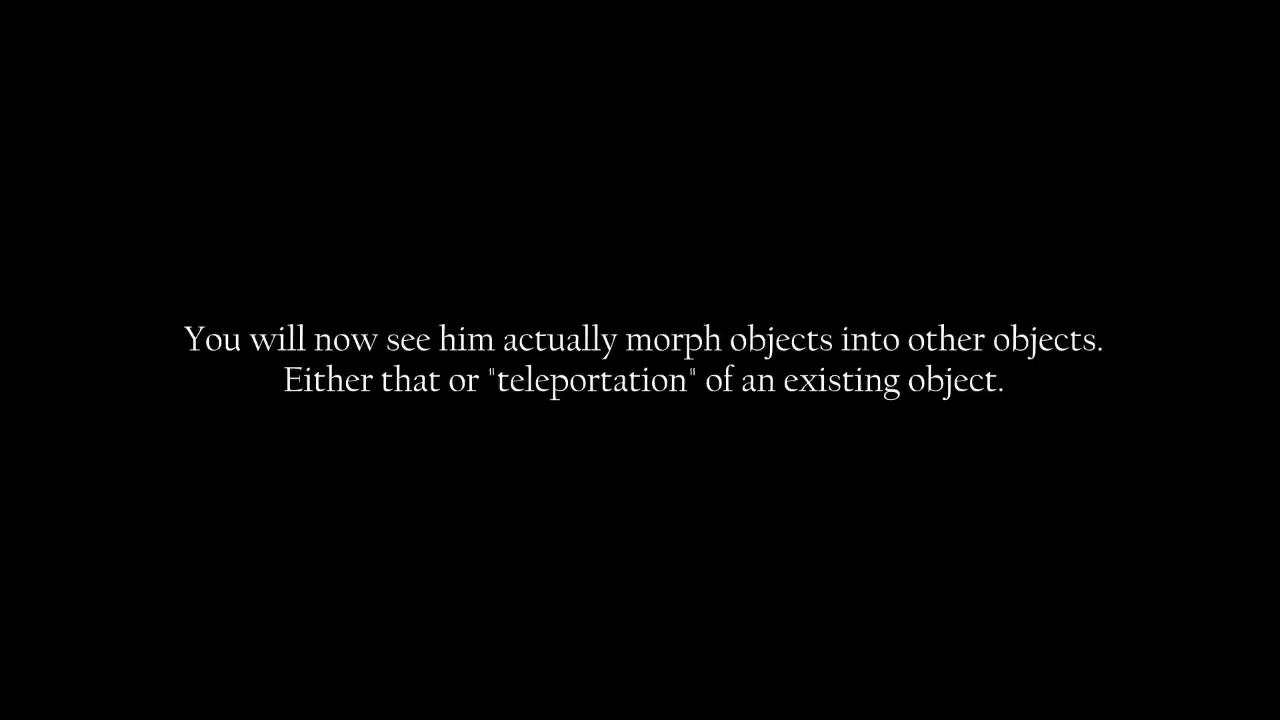 You will now see him actually morph objects into other objects.
Either that or "teleportation" of an existing object.